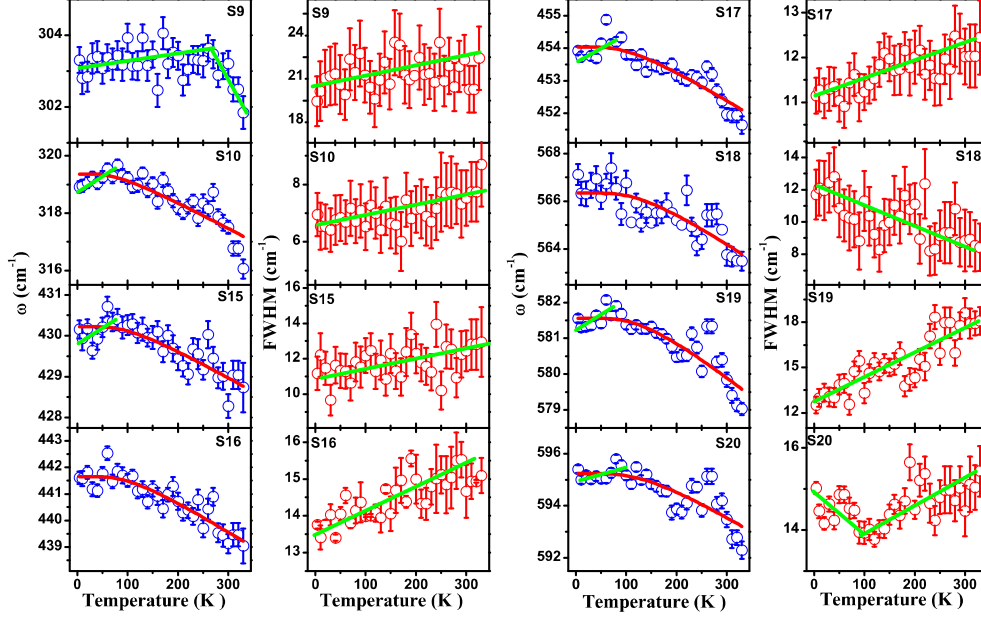 ω (cm⁻¹)
304
302
S9
320
318
316
S10
431
430
429
428
S15
443
442
441
440
439
S16
0 100 200 300
Temperature (K )
FWHM (cm⁻¹)
24
21
18
S9
8
6
4
S10
16
14
12
10
8
S15
16
15
14
13
S16
0 100 200 300
Temperature (K )
ω (cm⁻¹)
455
454
453
452
S17
568
566
564
S18
582
581
580
579
S19
596
595
594
592
S20
0 100 200 300
Temperature (K )
FWHM (cm⁻¹)
13
12
11
S17
14
12
10
8
S18
18
16
15
13
12
S19
16
14
S20
0 100 200 300
Temperature (K )